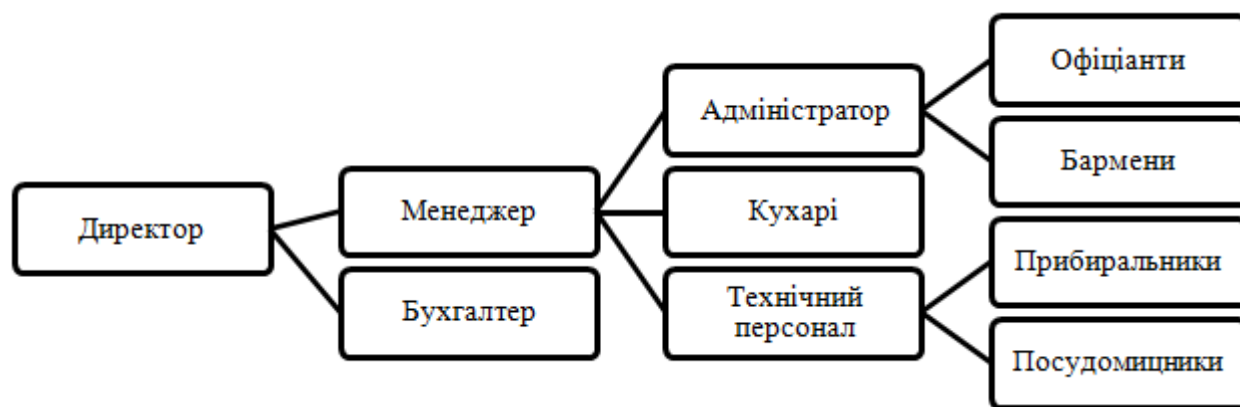 Директор
Менеджер
Бухгалтер
Адміністратор
Кухарі
Технічний
персонал
Офіціанти
Бармени
Прибиральники
Посудомицники